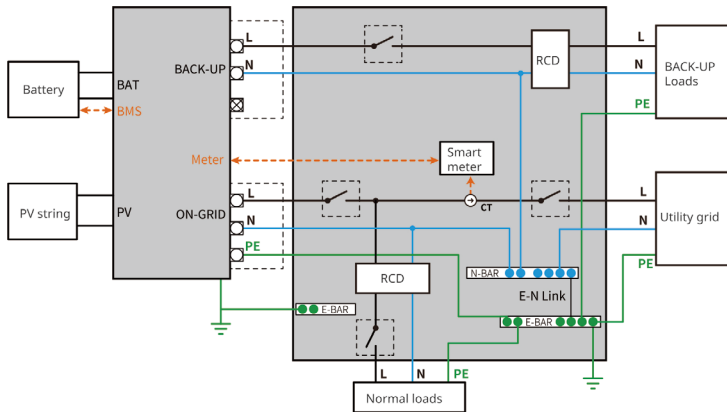 L
L
RCD
BACK-UP
N
N
BACK-UP
Loads
Battery
BAT
BMS
PE
Meter
Smart
meter
PV string
PV
L
L
CT
ON-GRID
N
N
Utility grid
PE
PE
N-BAR
RCD
E-N Link
E-BAR
E-BAR
L
N
PE
Normal loads